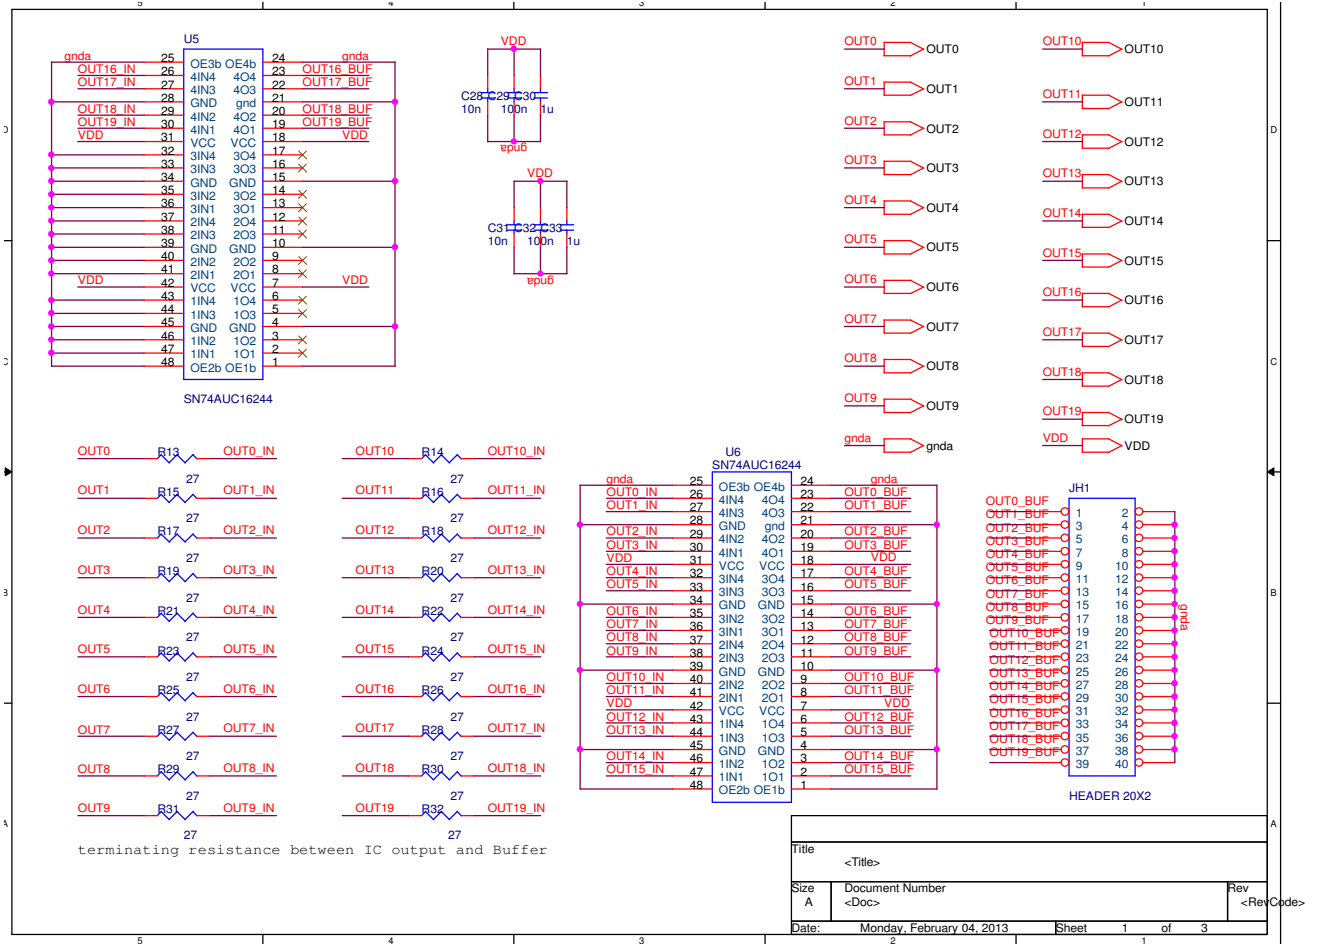 5 4 3 2 1
D
C
B
A
U5
SN74AUC16244
gnda 25 OE3b OE4b 24 gnda
OUT16_IN 26 4IN4 4O4 23 OUT16_BUF
OUT17_IN 27 4IN3 4O3 22 OUT17_BUF
28 GND gnd 21
OUT18_IN 29 4IN2 4O2 20 OUT18_BUF
OUT19_IN 30 4IN1 4O1 19 OUT19_BUF
VDD 31 VCC VCC 18 VDD
32 3IN4 3O4 17
33 3IN3 3O3 16
34 GND GND 15
35 3IN2 3O2 14
36 3IN1 3O1 13
37 2IN4 2O4 12
38 2IN3 2O3 11
39 GND GND 10
40 2IN2 2O2 9
41 2IN1 2O1 8
VDD 42 VCC VCC 7 VDD
43 1IN4 1O4 6
44 1IN3 1O3 5
45 GND GND 4
46 1IN2 1O2 3
47 1IN1 1O1 2
48 OE2b OE1b 1
VDD
C28 C29 C30
10n 100n 1u
gnda
VDD
C31 C32 C33
10n 100n 1u
gnda
OUT0 OUT0
OUT1 OUT1
OUT2 OUT2
OUT3 OUT3
OUT4 OUT4
OUT5 OUT5
OUT6 OUT6
OUT7 OUT7
OUT8 OUT8
OUT9 OUT9
gnda gnda
OUT10 OUT10
OUT11 OUT11
OUT12 OUT12
OUT13 OUT13
OUT14 OUT14
OUT15 OUT15
OUT16 OUT16
OUT17 OUT17
OUT18 OUT18
OUT19 OUT19
VDD VDD
OUT0 R13 OUT0_IN OUT10 R14 OUT10_IN
27 27
OUT1 R15 OUT1_IN OUT11 R16 OUT11_IN
27 27
OUT2 R17 OUT2_IN OUT12 R18 OUT12_IN
27 27
OUT3 R19 OUT3_IN OUT13 R20 OUT13_IN
27 27
OUT4 R21 OUT4_IN OUT14 R22 OUT14_IN
27 27
OUT5 R23 OUT5_IN OUT15 R24 OUT15_IN
27 27
OUT6 R25 OUT6_IN OUT16 R26 OUT16_IN
27 27
OUT7 R27 OUT7_IN OUT17 R28 OUT17_IN
27 27
OUT8 R29 OUT8_IN OUT18 R30 OUT18_IN
27 27
OUT9 R31 OUT9_IN OUT19 R32 OUT19_IN
27 27
terminating resistance between IC output and Buffer
U6
SN74AUC16244
gnda 25 OE3b OE4b 24 gnda
OUT0_IN 26 4IN4 4O4 23 OUT0_BUF
OUT1_IN 27 4IN3 4O3 22 OUT1_BUF
28 GND gnd 21
OUT2_IN 29 4IN2 4O2 20 OUT2_BUF
OUT3_IN 30 4IN1 4O1 19 OUT3_BUF
VDD 31 VCC VCC 18 VDD
OUT4_IN 32 3IN4 3O4 17 OUT4_BUF
OUT5_IN 33 3IN3 3O3 16 OUT5_BUF
34 GND GND 15
OUT6_IN 35 3IN2 3O2 14 OUT6_BUF
OUT7_IN 36 3IN1 3O1 13 OUT7_BUF
OUT8_IN 37 2IN4 2O4 12 OUT8_BUF
OUT9_IN 38 2IN3 2O3 11 OUT9_BUF
39 GND GND 10
OUT10_IN 40 2IN2 2O2 9 OUT10_BUF
OUT11_IN 41 2IN1 2O1 8 OUT11_BUF
VDD 42 VCC VCC 7 VDD
OUT12_IN 43 1IN4 1O4 6 OUT12_BUF
OUT13_IN 44 1IN3 1O3 5 OUT13_BUF
45 GND GND 4
OUT14_IN 46 1IN2 1O2 3 OUT14_BUF
OUT15_IN 47 1IN1 1O1 2 OUT15_BUF
48 OE2b OE1b 1
JH1
OUT0_BUF 1 2
OUT1_BUF 3 4
OUT2_BUF 5 6
OUT3_BUF 7 8
OUT4_BUF 9 10
OUT5_BUF 11 12
OUT6_BUF 13 14
OUT7_BUF 15 16
OUT8_BUF 17 18
OUT9_BUF 19 20
OUT10_BUF 21 22
OUT11_BUF 23 24
OUT12_BUF 25 26
OUT13_BUF 27 28
OUT14_BUF 29 30
OUT15_BUF 31 32
OUT16_BUF 33 34
OUT17_BUF 35 36
OUT18_BUF 37 38
OUT19_BUF 39 40
gnda
HEADER 20X2
Title
<Title>
Size Document Number Rev
A <Doc> <RevCode>
Date: Monday, February 04, 2013 Sheet 1 of 3
5 4 3 2 1
D
C
B
A